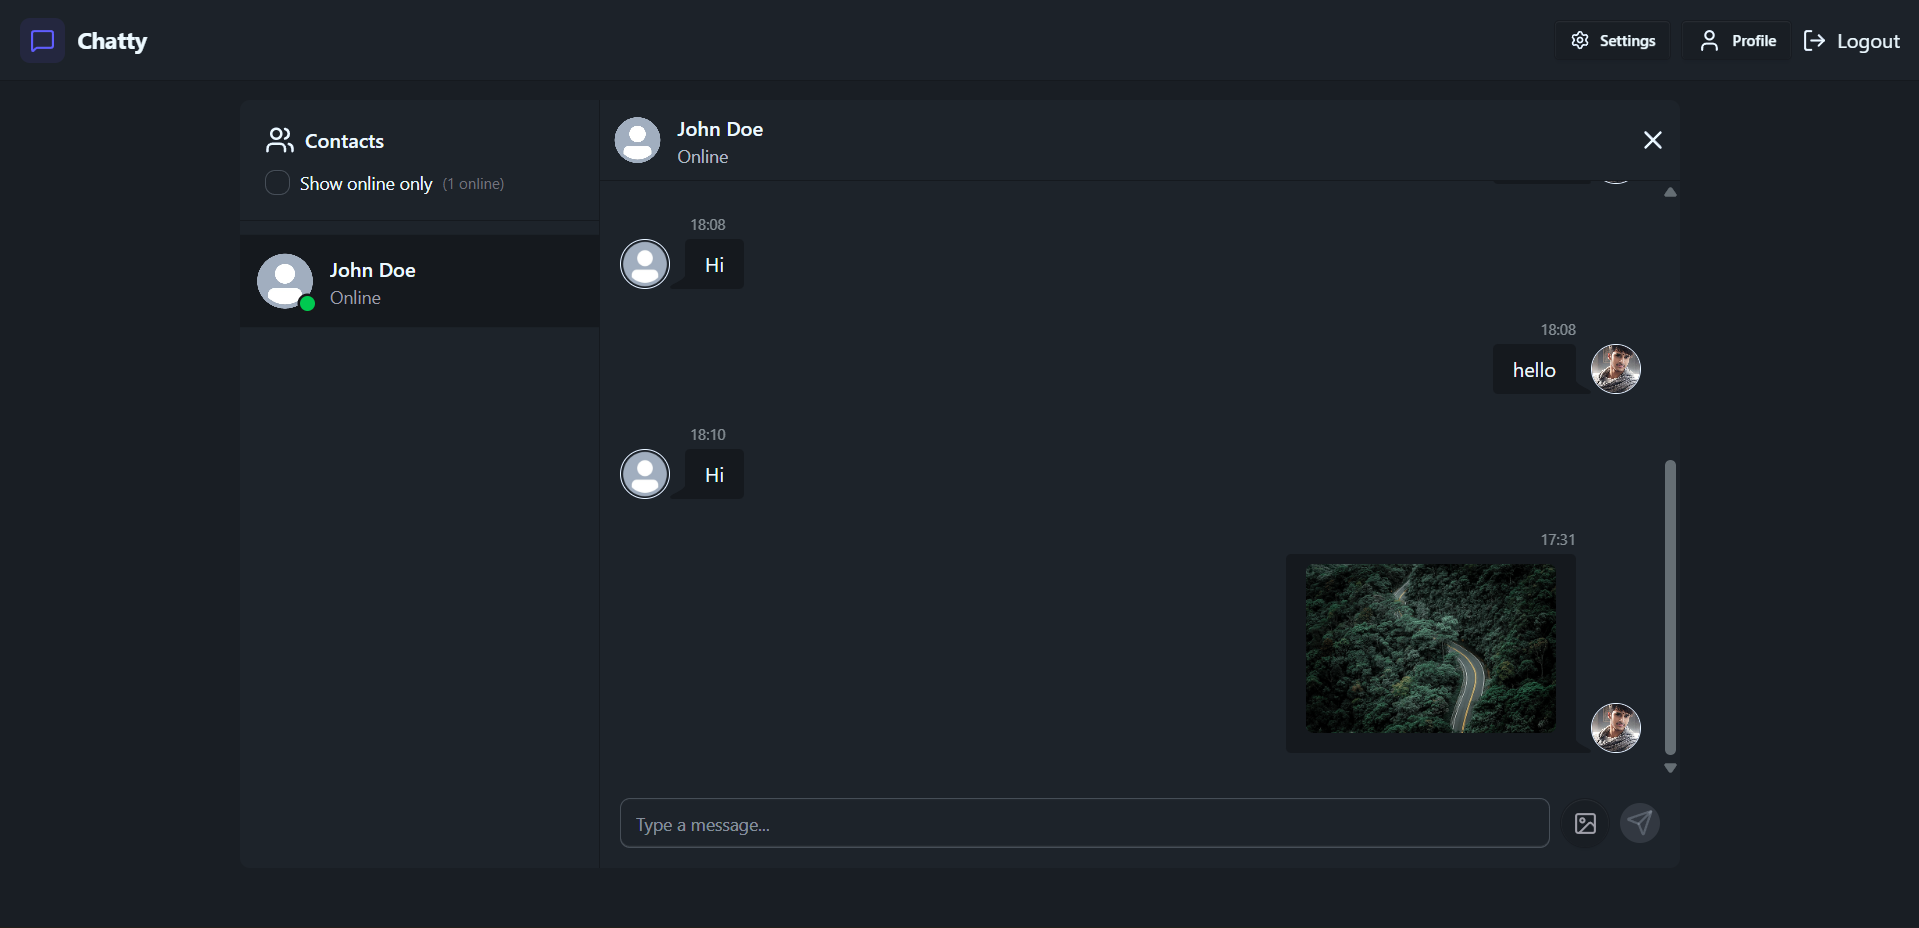 Chatty
Settings
Profile
Logout
Contacts
Show online only (1 online)
John Doe
Online
John Doe
Online
18:08
Hi
18:08
hello
18:10
Hi
17:31
Type a message...